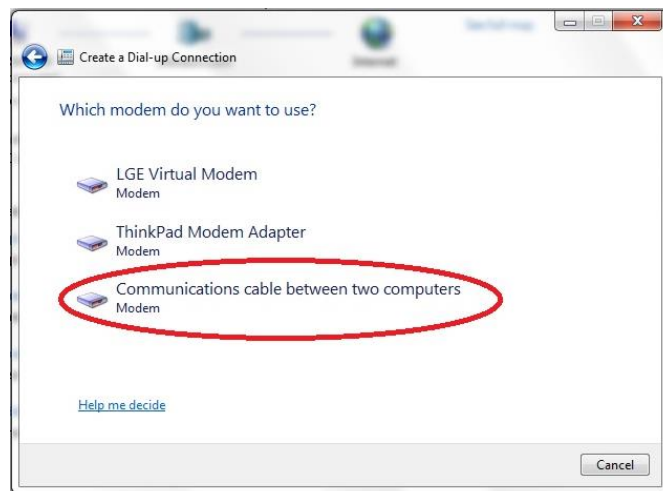 Create a Dial-up Connection
Which modem do you want to use?
LGE Virtual Modem
Modem
ThinkPad Modem Adapter
Modem
Communications cable between two computers
Modem
Help me decide
Cancel